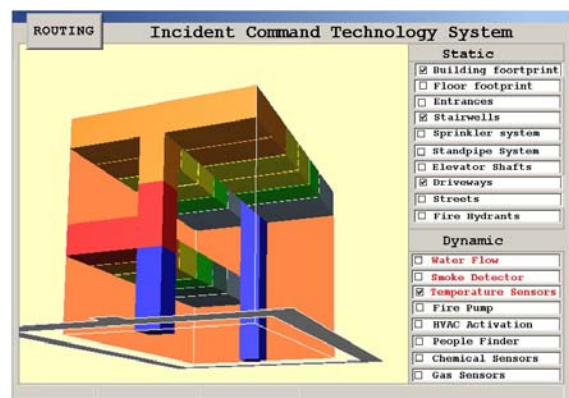 ROUTING
Incident Command Technology System
Static
Building foortprint
Floor footprint
Entrances
Stairwells
Sprinkler system
Standpipe System
Elevator Shafts
Driveways
Streets
Fire Hydrants
Dynamic
Water Flow
Smoke Detector
Temperature Sensors
Fire Pump
HVAC Activation
People Finder
Chemical Sensors
Gas Sensors